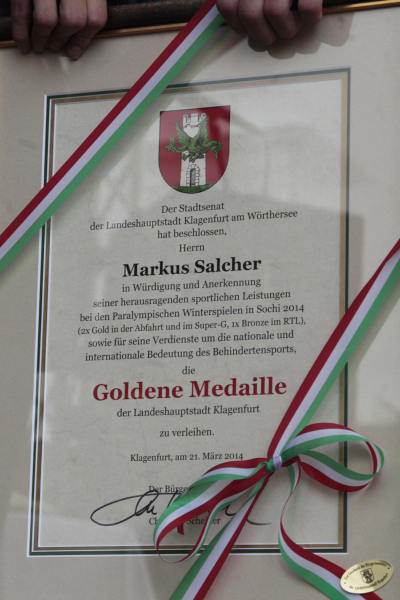 Der Stadtsenat
der Landeshauptstadt Klagenfurt am Wörthersee
hat beschlossen,
Herrn
Markus Salcher
in Würdigung und Anerkennung
seiner herausragenden sportlichen Leistungen
bei den Paralympischen Winterspielen in Sochi 2014
(2x Gold in der Abfahrt und im Super-G, 1x Bronze im RTL),
sowie für seine Verdienste um die nationale und
internationale Bedeutung des Behindertensports,
die
Goldene Medaille
der Landeshauptstadt Klagenfurt
zu verleihen.
Klagenfurt, am 21. März 2014
Der